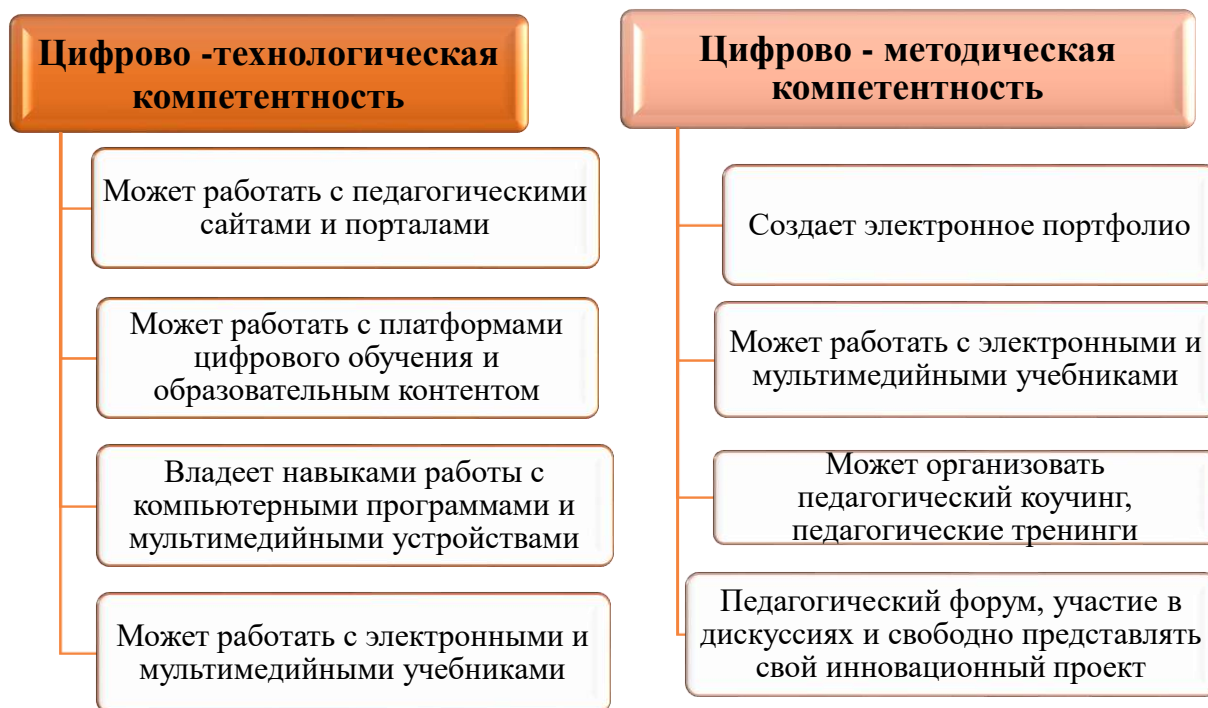 Цифрово -технологическая
компетентность
Может работать с педагогическими
сайтами и порталами
Может работать с платформами
цифрового обучения и
образовательным контентом
Владеет навыками работы с
компьютерными программами и
мультимедийными устройствами
Может работать с электронными и
мультимедийными учебниками
Цифрово - методическая
компетентность
Создает электронное портфолио
Может работать с электронными и
мультимедийными учебниками
Может организовать
педагогический коучинг,
педагогические тренинги
Педагогический форум, участие в
дискуссиях и свободно представлять
свой инновационный проект